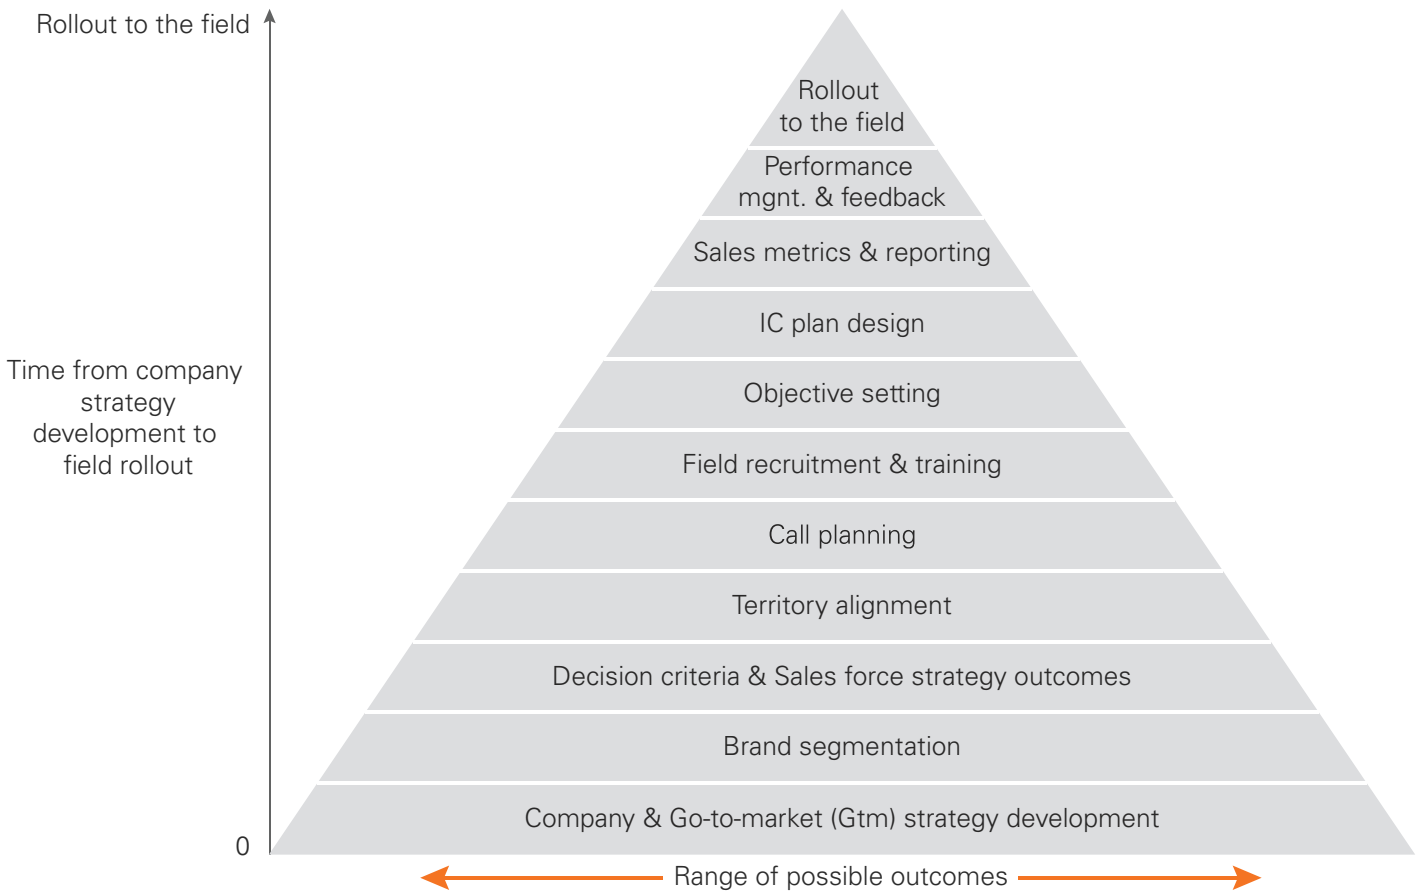 Rollout to the field
Rollout
to the field
Performance
mgnt. & feedback
Sales metrics & reporting
IC plan design
Time from company
strategy
development to
field rollout
Objective setting
Field recruitment & training
Call planning
Territory alignment
Decision criteria & Sales force strategy outcomes
Brand segmentation
Company & Go-to-market (Gtm) strategy development
0
Range of possible outcomes